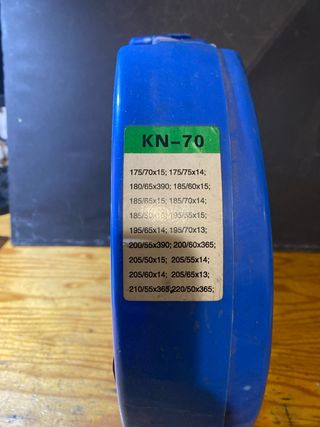 KN-70
175/70x15; 175/75x14;
180/65x390; 185/60x15;
185/65x15; 185/70x14;
195/55x15;
195/65x14; 195/70x13;
200/55x390; 200/60x365;
205/50x15; 205/55x14;
205/60x14; 205/65x13;
210/55x365; 220/50x365;